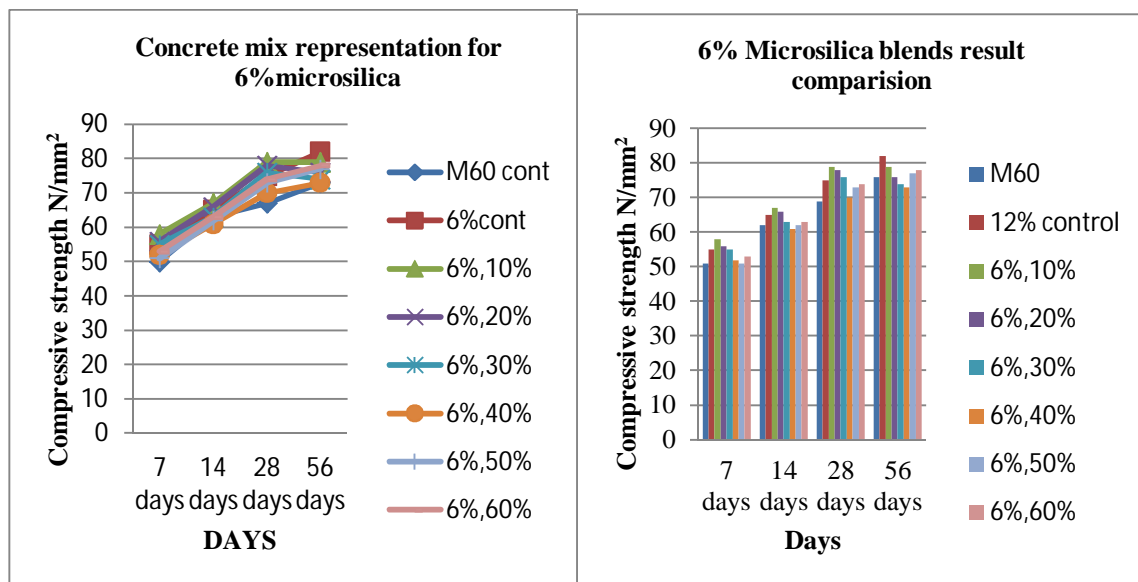 Concrete mix representation for
6%microsilica
Compressive strength N/mm²
90
80
70
60
50
40
30
20
10
0
7 14 28 56
days days days days
DAYS
M60 cont
6%cont
6%,10%
6%,20%
6%,30%
6%,40%
6%,50%
6%,60%
6% Microsilica blends result
comparision
Compressive strength N/mm²
90
80
70
60
50
40
30
20
10
0
7 14 28 56
days days days days
Days
M60
12% control
6%,10%
6%,20%
6%,30%
6%,40%
6%,50%
6%,60%